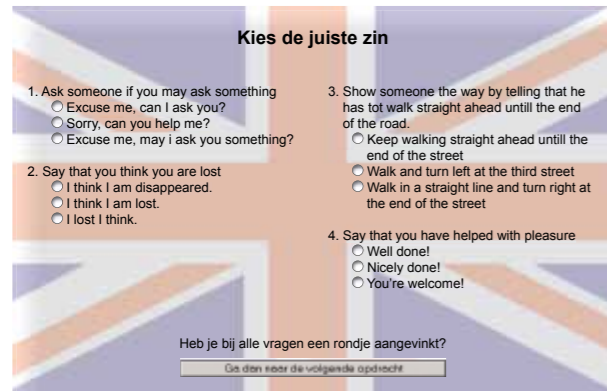 Kies de juiste zin
1. Ask someone if you may ask something
Excuse me, can I ask you?
Sorry, can you help me?
Excuse me, may i ask you something?
2. Say that you think you are lost
I think I am disappeared.
I think I am lost.
I lost I think.
3. Show someone the way by telling that he
has tot walk straight ahead untill the end
of the road.
Keep walking straight ahead untill the
end of the street
Walk and turn left at the third street
Walk in a straight line and turn right at
the end of the street
4. Say that you have helped with pleasure
Well done!
Nicely done!
You're welcome!
Heb je bij alle vragen een rondje aangevinkt?
Ga dan naar de volgende opdracht